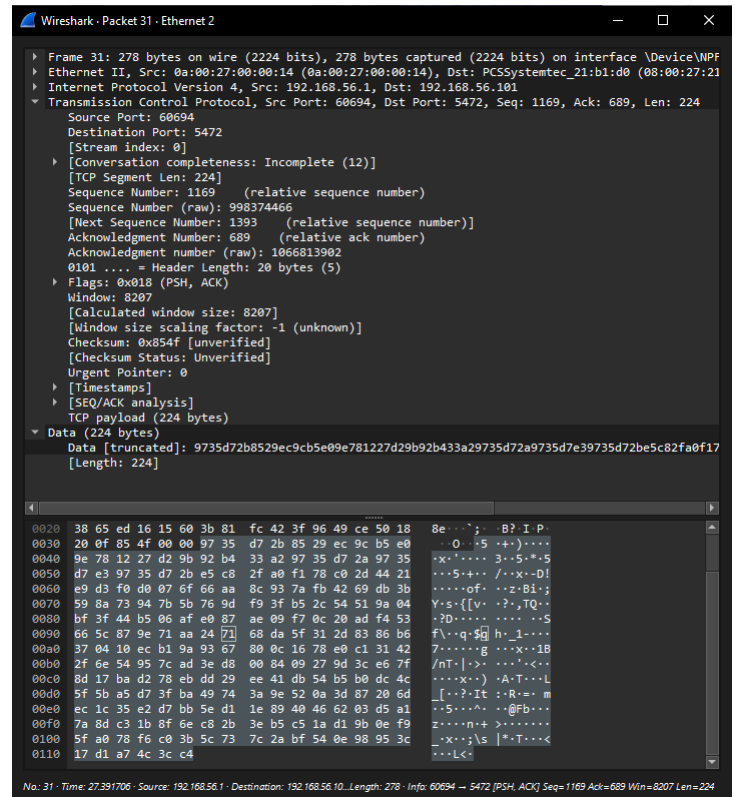 Wireshark · Packet 31 · Ethernet 2
Frame 31: 278 bytes on wire (2224 bits), 278 bytes captured (2224 bits) on interface \Device\NPF
Ethernet II, Src: 0a:00:27:00:00:14 (0a:00:27:00:00:14), Dst: PCSSystemtec_21:b1:d0 (08:00:27:21
Internet Protocol Version 4, Src: 192.168.56.1, Dst: 192.168.56.101
Transmission Control Protocol, Src Port: 60694, Dst Port: 5472, Seq: 1169, Ack: 689, Len: 224
Source Port: 60694
Destination Port: 5472
[Stream index: 0]
[Conversation completeness: Incomplete (12)]
[TCP Segment Len: 224]
Sequence Number: 1169 (relative sequence number)
Sequence Number (raw): 998374466
[Next Sequence Number: 1393 (relative sequence number)]
Acknowledgment Number: 689 (relative ack number)
Acknowledgment number (raw): 1066813902
0101 .... = Header Length: 20 bytes (5)
Flags: 0x018 (PSH, ACK)
Window: 8207
[Calculated window size: 8207]
[Window size scaling factor: -1 (unknown)]
Checksum: 0x854f [unverified]
[Checksum Status: Unverified]
Urgent Pointer: 0
[Timestamps]
[SEQ/ACK analysis]
TCP payload (224 bytes)
Data (224 bytes)
Data [truncated]: 9735d72b8529ec9cb5e09e781227d29b92b433a29735d72a9735d7e39735d72be5c82fa0f17
[Length: 224]
0020 38 65 ed 16 15 60 3b 81 fc 42 3f 96 49 ce 50 18 8e···`;· ·B?·I·P·
0030 20 0f 85 4f 00 00 97 35 d7 2b 85 29 ec 9c b5 e0 ··O···5 ·+·)····
0040 9e 78 12 27 d2 9b 92 b4 33 a2 97 35 d7 2a 97 35 ·x·'···· 3··5·*·5
0050 d7 e3 97 35 d7 2b e5 c8 2f a0 f1 78 c0 2d 44 21 ···5·+·· /··x·-D!
0060 e9 d3 f0 d0 07 6f 66 aa 8c 93 7a fb 42 69 db 3b ·····of· ··z·Bi·;
0070 59 8a 73 94 7b 5b 76 9d f9 3f b5 2c 54 51 9a 04 Y·s·{[v· ·?·,TQ··
0080 bf 3f 44 b5 06 af e0 87 ae 09 f7 0c 20 ad f4 53 ·?D····· ···· ··S
0090 66 5c 87 9e 71 aa 24 71 68 da 5f 31 2d 83 86 b6 f\··q·$q h·_1-···
00a0 37 04 10 ec b1 9a 93 67 80 0c 16 78 e0 c1 31 42 7······g ···x··1B
00b0 2f 6e 54 95 7c ad 3e d8 00 84 09 27 9d 3c e6 7f /nT·|·>· ···'·<··
00c0 8d 17 ba d2 78 eb dd 29 ee 41 db 54 b5 b0 dc 4c ····x··) ·A·T···L
00d0 5f 5b a5 d7 3f ba 49 74 3a 9e 52 0a 3d 87 20 6d _[··?·It :·R·=· m
00e0 ec 1c 35 e2 d7 bb 5e d1 1e 89 40 46 62 03 d5 a1 ··5···^· ··@Fb···
00f0 7a 8d c3 1b 8f 6e c8 2b 3e b5 c5 1a d1 9b 0e f9 z····n·+ >·······
0100 5f a0 78 f6 c0 3b 5c 73 7c 2a bf 54 0e 98 95 3c _·x··;\s |*·T···<
0110 17 d1 a7 4c 3c c4 ···L<·
No.: 31 · Time: 27.391706 · Source: 192.168.56.1 · Destination: 192.168.56.10...Length: 278 · Info: 60694 → 5472 [PSH, ACK] Seq=1169 Ack=689 Win=8207 Len=224